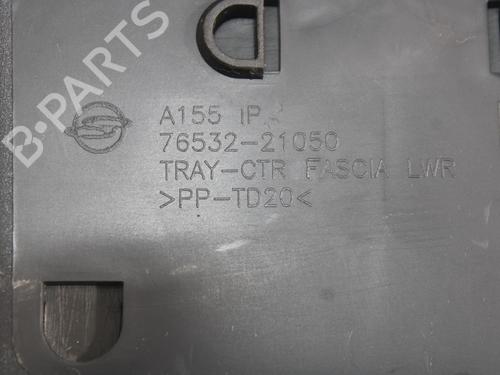 B-PARTS
A155 IP
76532-21050
TRAY-CTR FASCIA LWR
>PP-TD20<